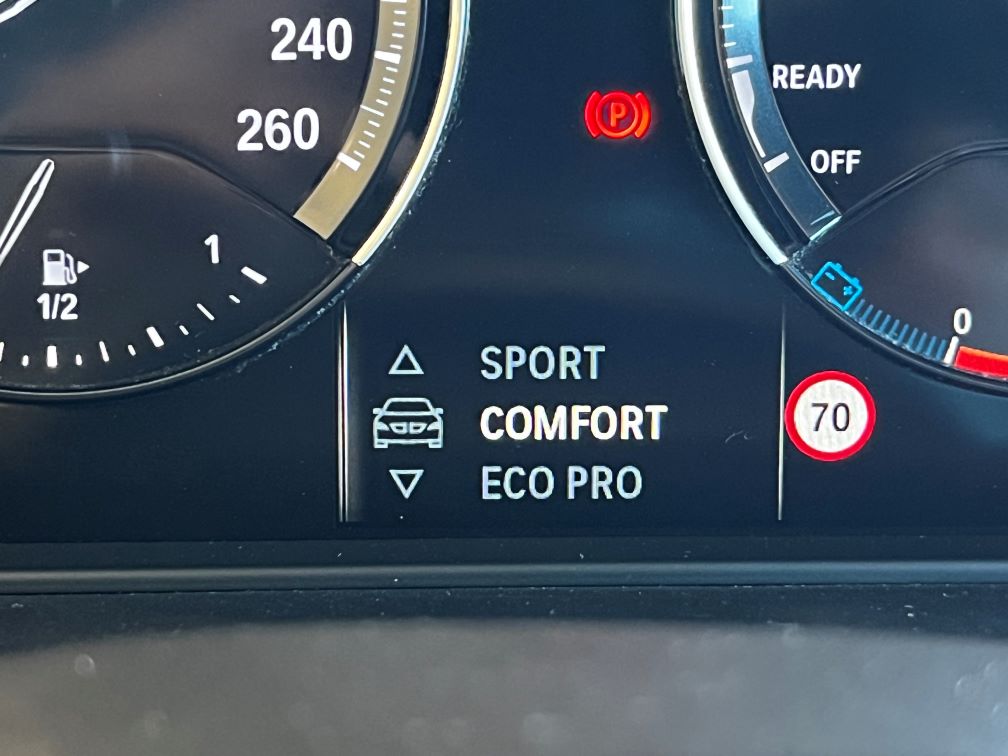 240
260
P
READY
OFF
1
1/2
0
SPORT
COMFORT
ECO PRO
70